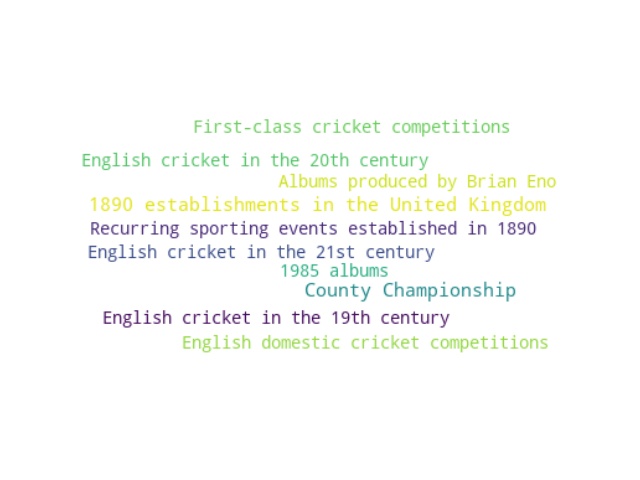 First-class cricket competitions
English cricket in the 20th century
Albums produced by Brian Eno
1890 establishments in the United Kingdom
Recurring sporting events established in 1890
English cricket in the 21st century
1985 albums
County Championship
English cricket in the 19th century
English domestic cricket competitions